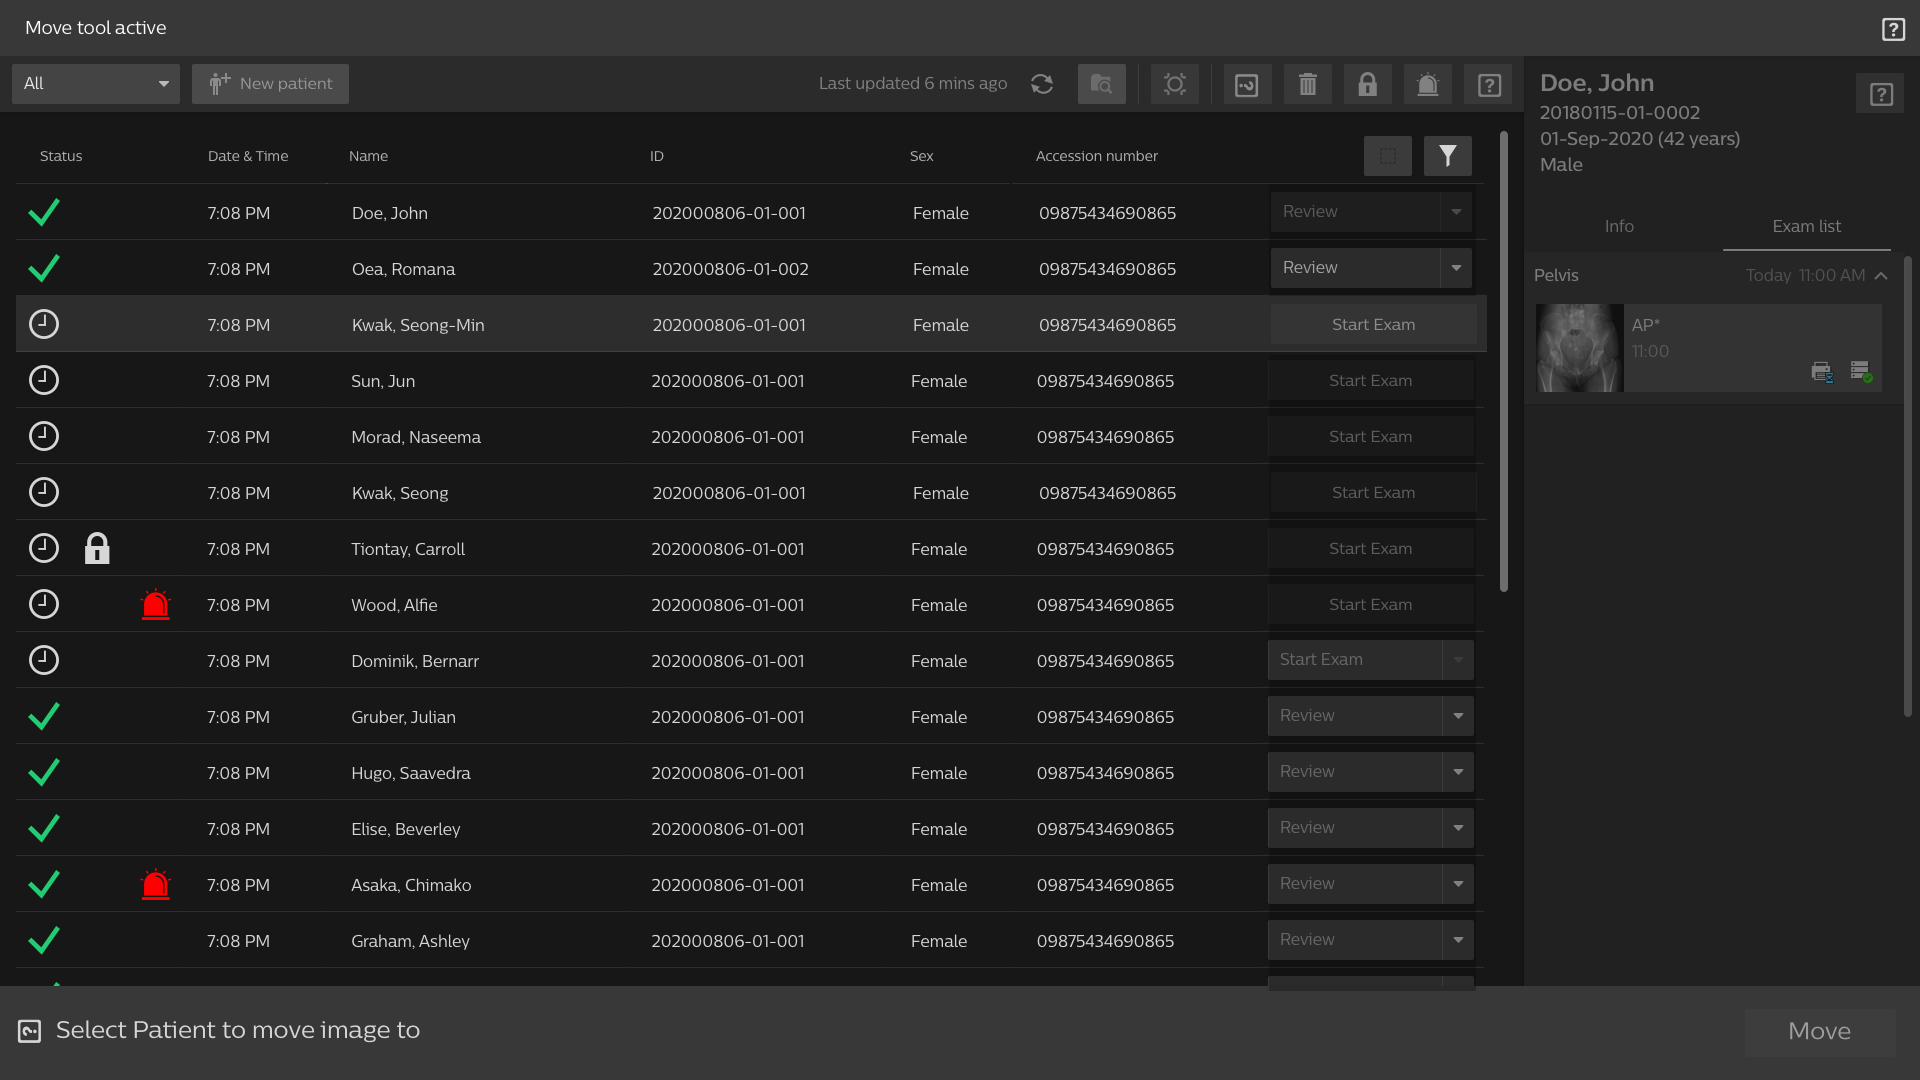 Move tool active
All
New patient
Last updated 6 mins ago
Status Date & Time Name ID Sex Accession number
7:08 PM Doe, John 202000806-01-001 Female 09875434690865 Review
7:08 PM Oea, Romana 202000806-01-002 Female 09875434690865 Review
7:08 PM Kwak, Seong-Min 202000806-01-001 Female 09875434690865 Start Exam
7:08 PM Sun, Jun 202000806-01-001 Female 09875434690865 Start Exam
7:08 PM Morad, Naseema 202000806-01-001 Female 09875434690865 Start Exam
7:08 PM Kwak, Seong 202000806-01-001 Female 09875434690865 Start Exam
7:08 PM Tiontay, Carroll 202000806-01-001 Female 09875434690865 Start Exam
7:08 PM Wood, Alfie 202000806-01-001 Female 09875434690865 Start Exam
7:08 PM Dominik, Bernarr 202000806-01-001 Female 09875434690865 Start Exam
7:08 PM Gruber, Julian 202000806-01-001 Female 09875434690865 Review
7:08 PM Hugo, Saavedra 202000806-01-001 Female 09875434690865 Review
7:08 PM Elise, Beverley 202000806-01-001 Female 09875434690865 Review
7:08 PM Asaka, Chimako 202000806-01-001 Female 09875434690865 Review
7:08 PM Graham, Ashley 202000806-01-001 Female 09875434690865 Review
Doe, John
20180115-01-0002
01-Sep-2020 (42 years)
Male
Info Exam list
Pelvis Today 11:00 AM
AP*
11:00
Select Patient to move image to
Move